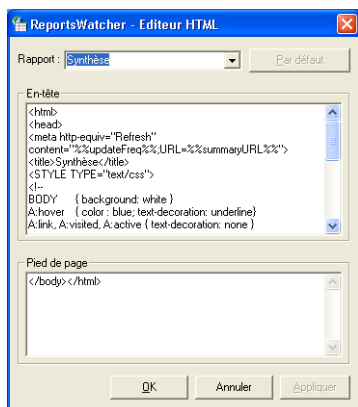 ReportsWatcher - Editeur HTML
Rapport : Synthèse Par défaut
En-tête
<html>
<head>
<meta http-equiv="Refresh"
content="%%updateFreq%%;URL=%%summaryURL%%">
<title>Synthèse</title>
<STYLE TYPE="text/css">
<!--
BODY { background: white }
A:hover { color : blue; text-decoration: underline}
A:link, A:visited, A:active { text-decoration: none }
Pied de page
</body></html>
OK Annuler Appliquer